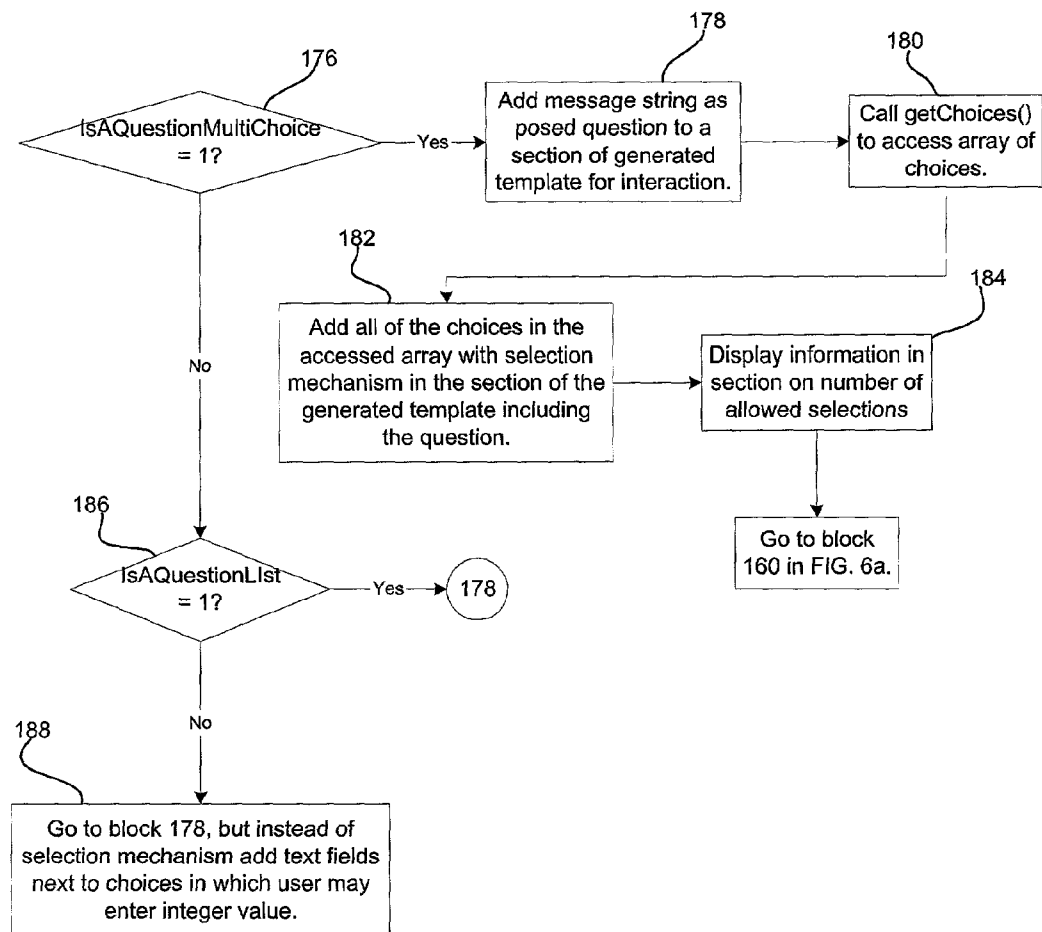 176
IsAQuestionMultiChoice
= 1?
Yes
178
Add message string as
posed question to a
section of generated
template for interaction.
180
Call getChoices()
to access array of
choices.
182
Add all of the choices in the
accessed array with selection
mechanism in the section of the
generated template including
the question.
184
Display information in
section on number of
allowed selections
Go to block
160 in FIG. 6a.
No
186
IsAQuestionLIst
= 1?
Yes
178
No
188
Go to block 178, but instead of
selection mechanism add text fields
next to choices in which user may
enter integer value.